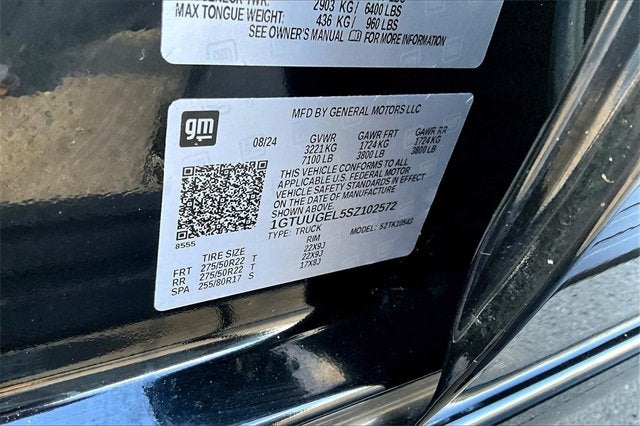 2903 KG / 6400 LBS
MAX TONGUE WEIGHT: 436 KG / 960 LBS
SEE OWNER'S MANUAL FOR MORE INFORMATION
gm
MFD BY GENERAL MOTORS LLC
08/24 GVWR GAWR FRT GAWR RR
3221 KG 1724 KG 1724 KG
7100 LB 3800 LB 3800 LB
THIS VEHICLE CONFORMS TO ALL
APPLICABLE U.S. FEDERAL MOTOR
VEHICLE SAFETY STANDARDS IN EFFECT
ON THE DATE OF MANUFACTURE SHOWN ABOVE
1GTUUGEL5SZ102572
8555 TYPE: TRUCK MODEL:
TIRE SIZE RIM
FRT 275/50R22 T 22X9J
RR 275/50R22 T 22X9J
SPA 255/80R17 S 17X8J